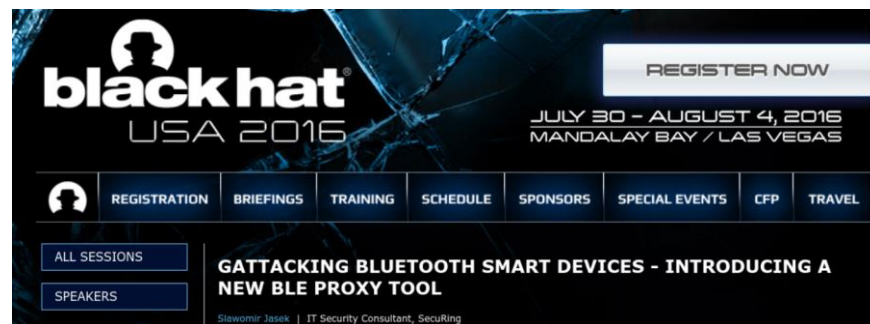 REGISTER NOW
black hat®
USA 2016
JULY 30 - AUGUST 4, 2016
MANDALAY BAY / LAS VEGAS
REGISTRATION BRIEFINGS TRAINING SCHEDULE SPONSORS SPECIAL EVENTS CFP TRAVEL
ALL SESSIONS
SPEAKERS
GATTACKING BLUETOOTH SMART DEVICES - INTRODUCING A
NEW BLE PROXY TOOL
Slawomir Jasek | IT Security Consultant, SecuRing